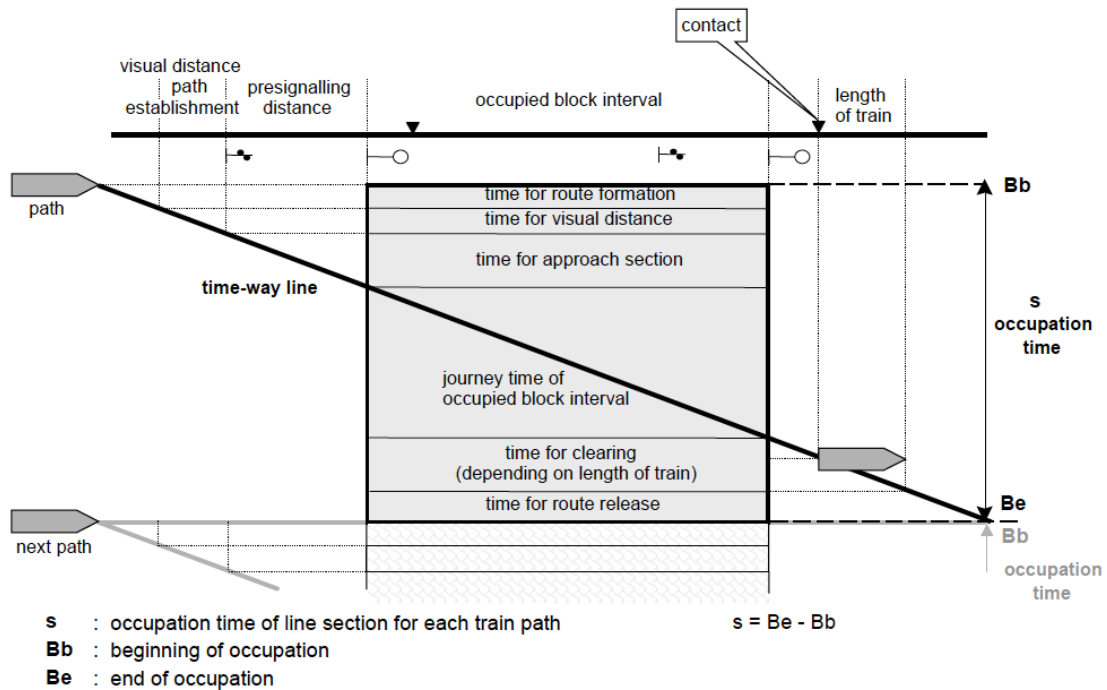 contact
visual distance
path
establishment
presignalling
distance
occupied block interval
length
of train
path
time for route formation
time for visual distance
time for approach section
time-way line
journey time of
occupied block interval
time for clearing
(depending on length of train)
time for route release
Bb
s
occupation
time
Be
next path
Bb
occupation
time
s : occupation time of line section for each train path s = Be - Bb
Bb : beginning of occupation
Be : end of occupation